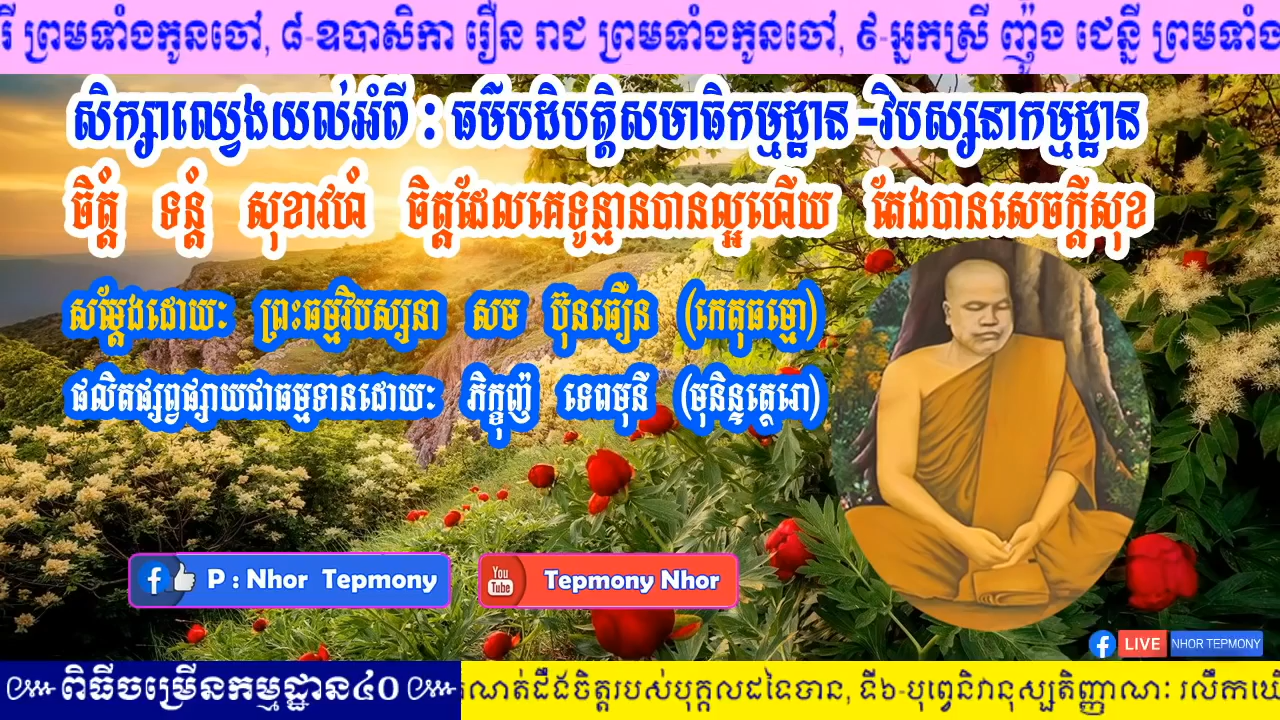 រី ព្រមទាំងកូនចៅ, ៨-ឧបាសិកា រឿន រាជ ព្រមទាំងកូនចៅ, ៩-អ្នកស្រី ញ៉ូង ជេន្នី ព្រមទាំង
សិក្សាឈ្វេងយល់អំពី : ធម៌បដិបត្តិសមាធិកម្មដ្ឋាន-វិបស្សនាកម្មដ្ឋាន
ចិត្តំ ទន្តំ សុខាវហំ ចិត្តដែលគេទូន្មានបានល្អហើយ តែងបានសេចក្ដីសុខ
សម្ដែងដោយៈ ព្រះធម្មវិបស្សនា សម ប៊ុនធឿន (កេតុធម្មោ)
ផលិតផ្សព្វផ្សាយជាធម្មទានដោយៈ ភិក្ខុញ៉ ទេពមុនី (មុនិន្ទត្ថេរោ)
P : Nhor Tepmony
You Tube Tepmony Nhor
LIVE NHOR TEPMONY
ពិធីចម្រើនកម្មដ្ឋាន៤០
ណត់ដឹងចិត្តរបស់បុគ្គលដទៃបាន, ទី៦-បុព្វេនិវានុស្សតិញ្ញាណៈ រលឹកឃើ